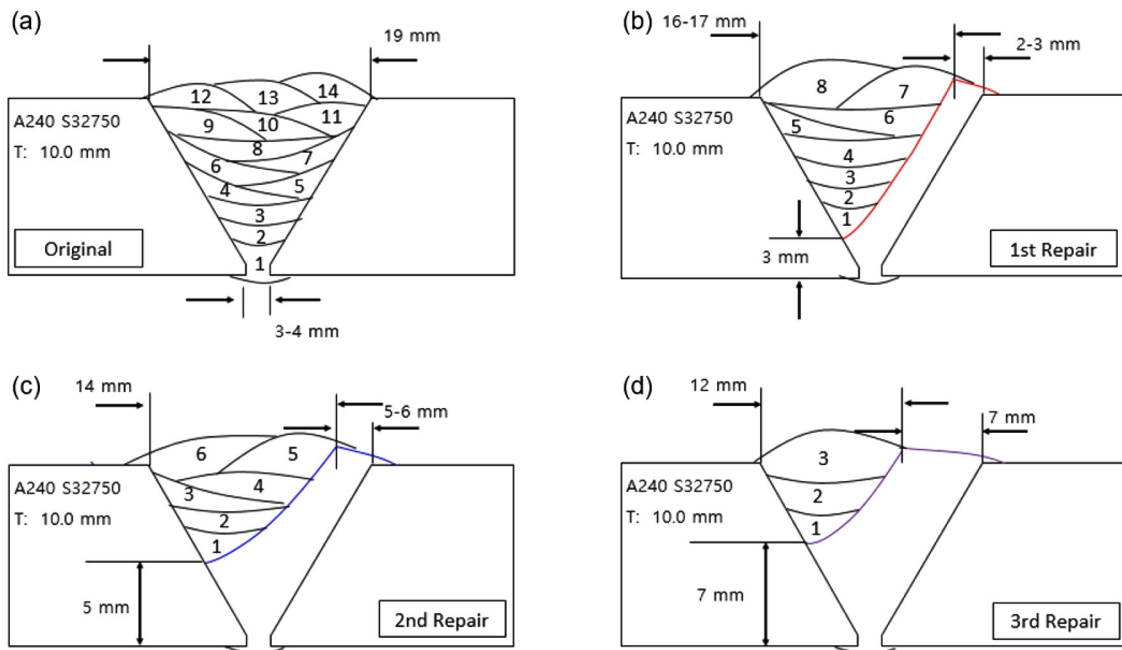 (a)
19 mm
12 13 14
9 10 11
8
6 7
4 5
3
2
1
A240 S32750
T: 10.0 mm
Original
3-4 mm
(b)
16-17 mm
2-3 mm
8 7
5 6
4
3
2
1
A240 S32750
T: 10.0 mm
3 mm
1st Repair
(c)
14 mm
5-6 mm
6 5
3 4
2
1
A240 S32750
T: 10.0 mm
5 mm
2nd Repair
(d)
12 mm
7 mm
3
2
1
A240 S32750
T: 10.0 mm
7 mm
3rd Repair